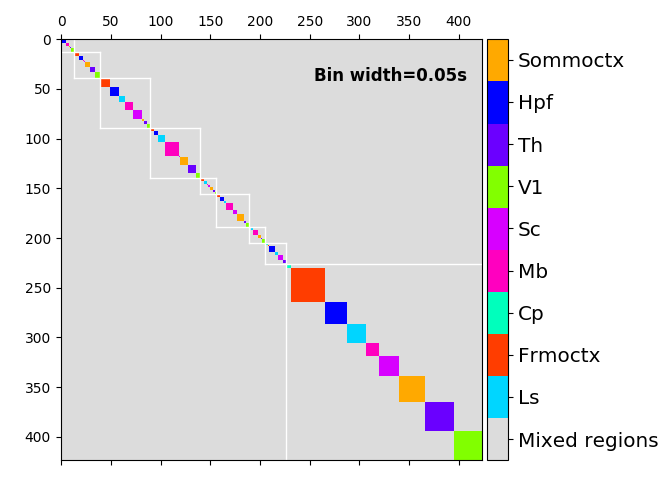 0 50 100 150 200 250 300 350 400
0
50
100
150
200
250
300
350
400
Bin width=0.05s
Sommoctx
Hpf
Th
V1
Sc
Mb
Cp
Frmoctx
Ls
Mixed regions